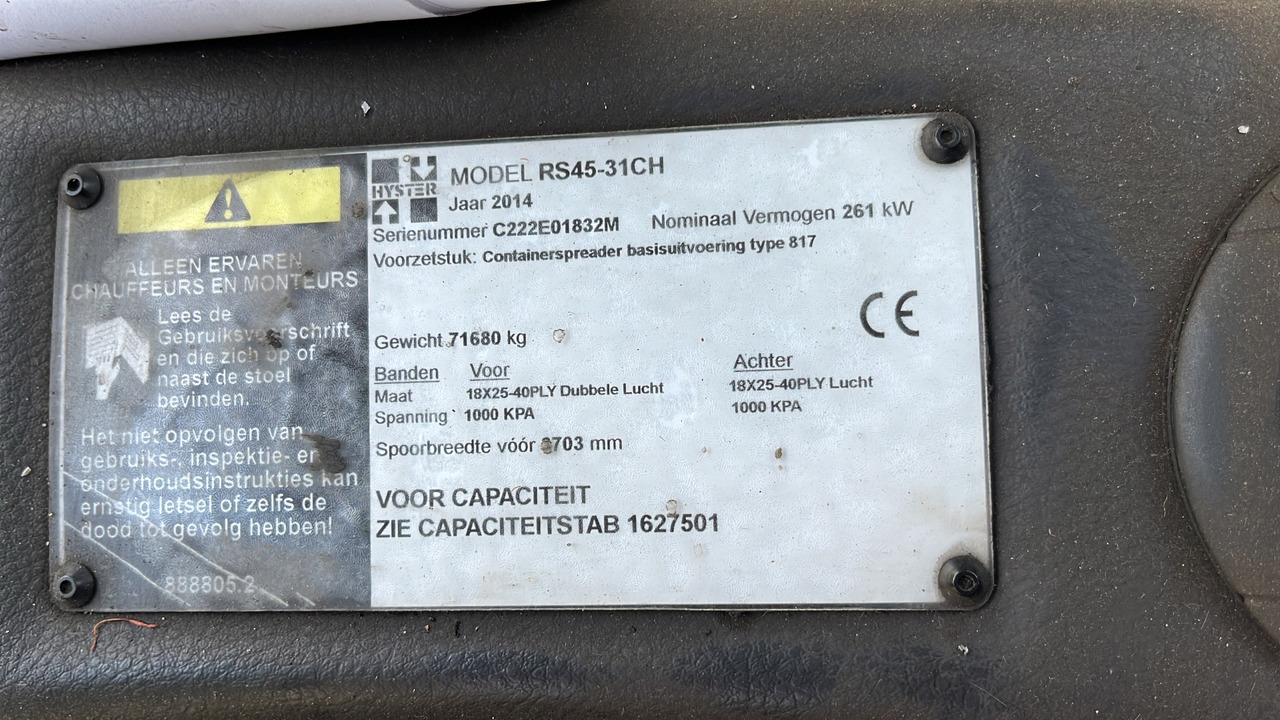 ALLEEN ERVAREN
CHAUFFEURS EN MONTEURS
Lees de
Gebruiksvoorschrift
en die zich op of
naast de stoel
bevinden.
Het niet opvolgen van
gebruiks-, inspektie- en
onderhoudsinstrukties kan
ernstig letsel of zelfs de
dood tot gevolg hebben!
888805.2
HYSTER
MODEL RS45-31CH
Jaar 2014
Serienummer C222E01832M Nominaal Vermogen 261 kW
Voorzetstuk: Containerspreader basisuitvoering type 817
CE
Gewicht 71680 kg
Banden Voor Achter
Maat 18X25-40PLY Dubbele Lucht 18X25-40PLY Lucht
Spanning 1000 KPA 1000 KPA
Spoorbreedte vóór mm
VOOR CAPACITEIT
ZIE CAPACITEITSTAB 1627501